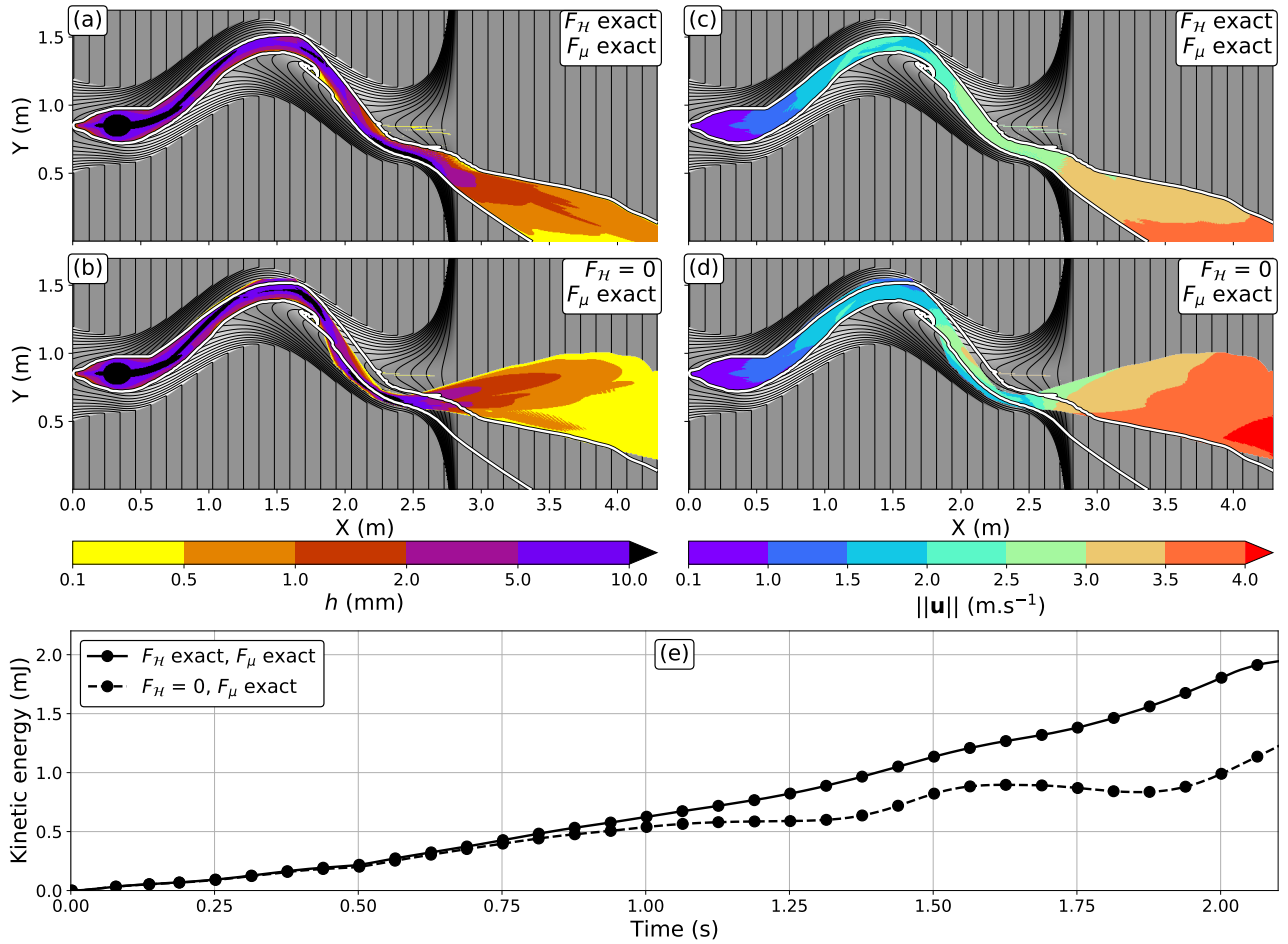 (a)
F_ℋ exact
F_μ exact
Y (m)
1.5
1.0
0.5
(c)
F_ℋ exact
F_μ exact
(b)
F_ℋ = 0
F_μ exact
Y (m)
1.5
1.0
0.5
0.0 0.5 1.0 1.5 2.0 2.5 3.0 3.5 4.0
X (m)
(d)
F_ℋ = 0
F_μ exact
0.0 0.5 1.0 1.5 2.0 2.5 3.0 3.5 4.0
X (m)
0.1 0.5 1.0 2.0 5.0 10.0
h (mm)
0.1 1.0 1.5 2.0 2.5 3.0 3.5 4.0
||u|| (m.s⁻¹)
(e)
F_ℋ exact, F_μ exact
F_ℋ = 0, F_μ exact
Kinetic energy (mJ)
2.0
1.5
1.0
0.5
0.0
0.00 0.25 0.50 0.75 1.00 1.25 1.50 1.75 2.00
Time (s)